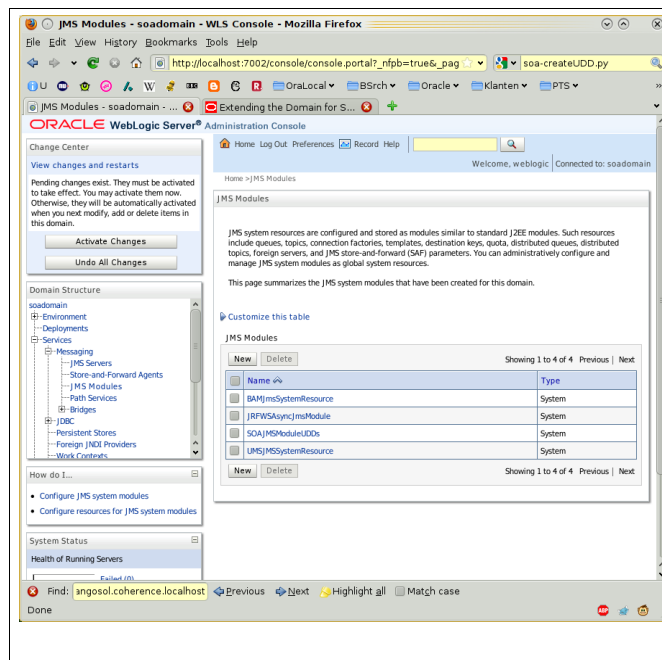 JMS Modules - soadomain - WLS Console - Mozilla Firefox
File Edit View History Bookmarks Tools Help
http://localhost:7002/console/console.portal?_nfpb=true&_pag
soa-createUDD.py
U W B R OraLocal BSrch Oracle Klanten PTS »
JMS Modules - soadomain - ...
Extending the Domain for S...
ORACLE WebLogic Server® Administration Console
Change Center
View changes and restarts
Pending changes exist. They must be activated
to take effect. You may activate them now.
Otherwise, they will be automatically activated
when you next modify, add or delete items in
this domain.
Activate Changes
Undo All Changes
Domain Structure
soadomain
Environment
Deployments
Services
Messaging
JMS Servers
Store-and-Forward Agents
JMS Modules
Path Services
Bridges
JDBC
Persistent Stores
Foreign JNDI Providers
Work Contexts
How do I...
Configure JMS system modules
Configure resources for JMS system modules
System Status
Health of Running Servers
Failed (0)
Home Log Out Preferences Record Help
Welcome, weblogic Connected to: soadomain
Home >JMS Modules
JMS Modules
JMS system resources are configured and stored as modules similar to standard J2EE modules. Such resources
include queues, topics, connection factories, templates, destination keys, quota, distributed queues, distributed
topics, foreign servers, and JMS store-and-forward (SAF) parameters. You can administratively configure and
manage JMS system modules as global system resources.
This page summarizes the JMS system modules that have been created for this domain.
Customize this table
JMS Modules
New Delete Showing 1 to 4 of 4 Previous | Next
Name Type
BAMJmsSystemResource System
JRFWSAsyncJmsModule System
SOAJMSModuleUDDs System
UMSJMSSystemResource System
New Delete Showing 1 to 4 of 4 Previous | Next
Find: angosol.coherence.localhost Previous Next Highlight all Match case
Done
ABP